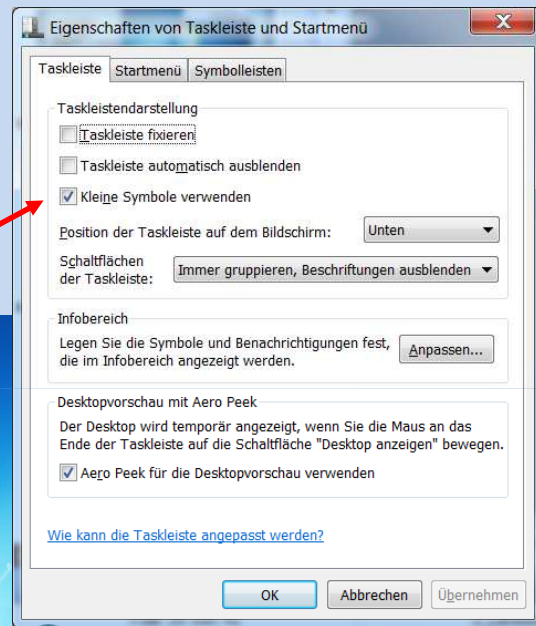 Eigenschaften von Taskleiste und Startmenü
Taskleiste Startmenü Symbolleisten
Taskleistendarstellung
Taskleiste fixieren
Taskleiste automatisch ausblenden
Kleine Symbole verwenden
Position der Taskleiste auf dem Bildschirm: Unten
Schaltflächen
der Taskleiste:
Immer gruppieren, Beschriftungen ausblenden
Infobereich
Legen Sie die Symbole und Benachrichtigungen fest,
die im Infobereich angezeigt werden.
Anpassen...
Desktopvorschau mit Aero Peek
Der Desktop wird temporär angezeigt, wenn Sie die Maus an das
Ende der Taskleiste auf die Schaltfläche "Desktop anzeigen" bewegen.
Aero Peek für die Desktopvorschau verwenden
Wie kann die Taskleiste angepasst werden?
OK Abbrechen Übernehmen